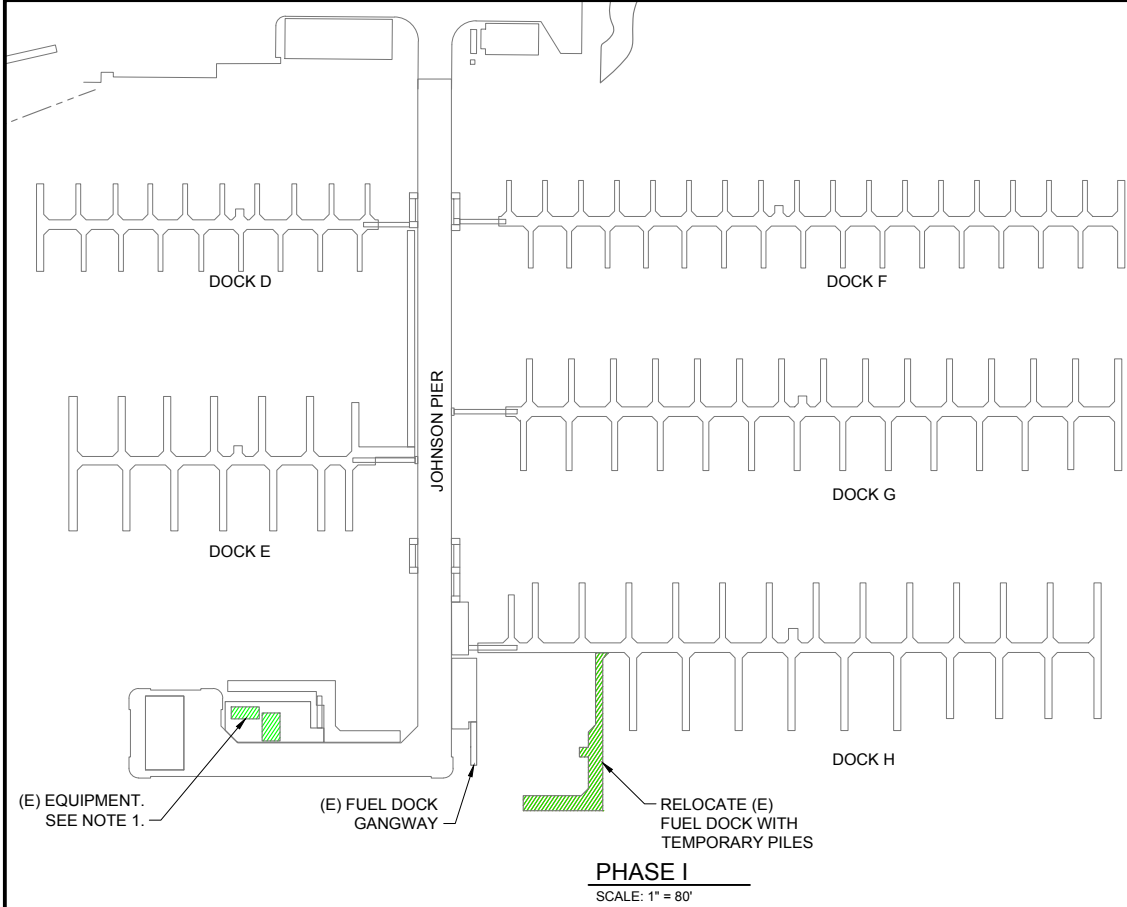 DOCK D
DOCK F
JOHNSON PIER
DOCK G
DOCK E
DOCK H
(E) EQUIPMENT.
SEE NOTE 1.
(E) FUEL DOCK
GANGWAY
RELOCATE (E)
FUEL DOCK WITH
TEMPORARY PILES
PHASE I
SCALE: 1" = 80'